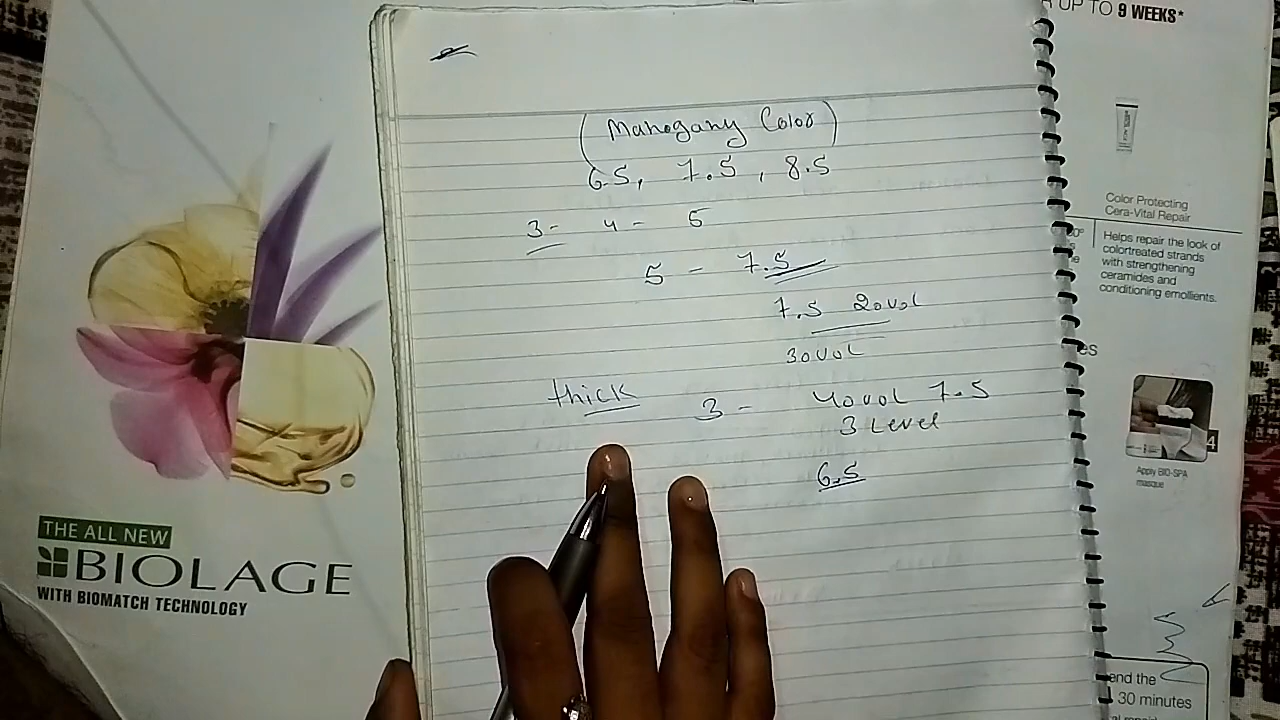 UP TO 9 WEEKS*
(Mahogany Color)
6.5, 7.5, 8.5
3- 4- 5
5 - 7.5
7.5 20vol
30vol
thick 3- 40vol 7.5
3 Level
6.5
THE ALL NEW
BIOLAGE
WITH BIOMATCH TECHNOLOGY
Color Protecting
Cera-Vital Repair
Helps repair the look of
colortreated strands
with strengthening
ceramides and
conditioning emollients.
4
Apply BIO-SPA
masque
end the
30 minutes